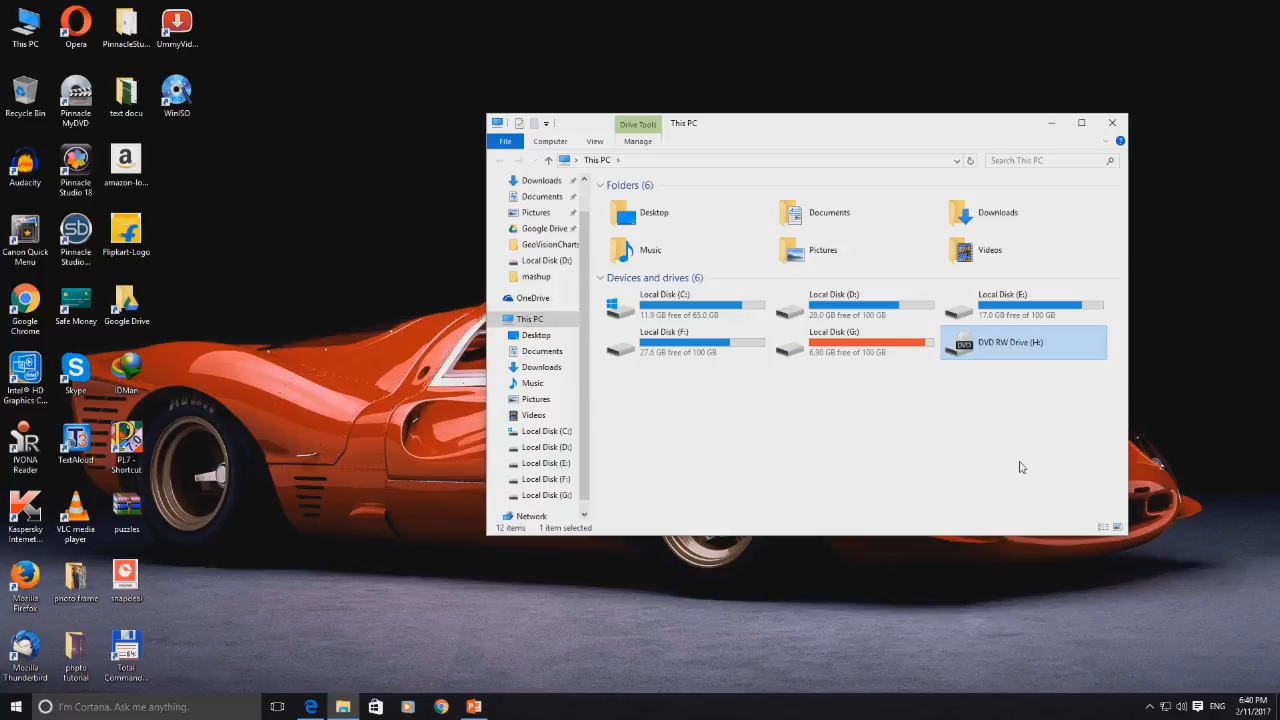 This PC
Opera
PinnacleStu...
UmmyVid...
Recycle Bin
Pinnacle
MyDVD
text docu
WinISO
Audacity
Pinnacle
Studio 18
amazon-lo...
Canon Quick
Menu
Pinnacle
Studio...
Flipkart-Logo
Google
Chrome
Safe Money
Google Drive
Intel® HD
Graphics C...
Skype
IDMan
IVONA
Reader
TextAloud
PL7 -
Shortcut
Kaspersky
Internet...
VLC media
player
puzzles
Mozilla
Firefox
photo frame
snapdeal
Mozilla
Thunderbird
phpto
tutorial
Total
Comman...
Drive Tools
This PC
File
Computer
View
Manage
This PC
Search This PC
Downloads
Documents
Pictures
Google Drive
GeoVisionCharts
Local Disk (D:)
mashup
OneDrive
This PC
Desktop
Documents
Downloads
Music
Pictures
Videos
Local Disk (C:)
Local Disk (D:)
Local Disk (E:)
Local Disk (F:)
Local Disk (G:)
Network
Folders (6)
Desktop
Documents
Downloads
Music
Pictures
Videos
Devices and drives (6)
Local Disk (C:)
11.9 GB free of 65.0 GB
Local Disk (D:)
28.0 GB free of 100 GB
Local Disk (E:)
17.0 GB free of 100 GB
Local Disk (F:)
27.6 GB free of 100 GB
Local Disk (G:)
6.90 GB free of 100 GB
DVD
DVD RW Drive (H:)
12 items
1 item selected
I'm Cortana. Ask me anything.
ENG
6:40 PM
2/11/2017